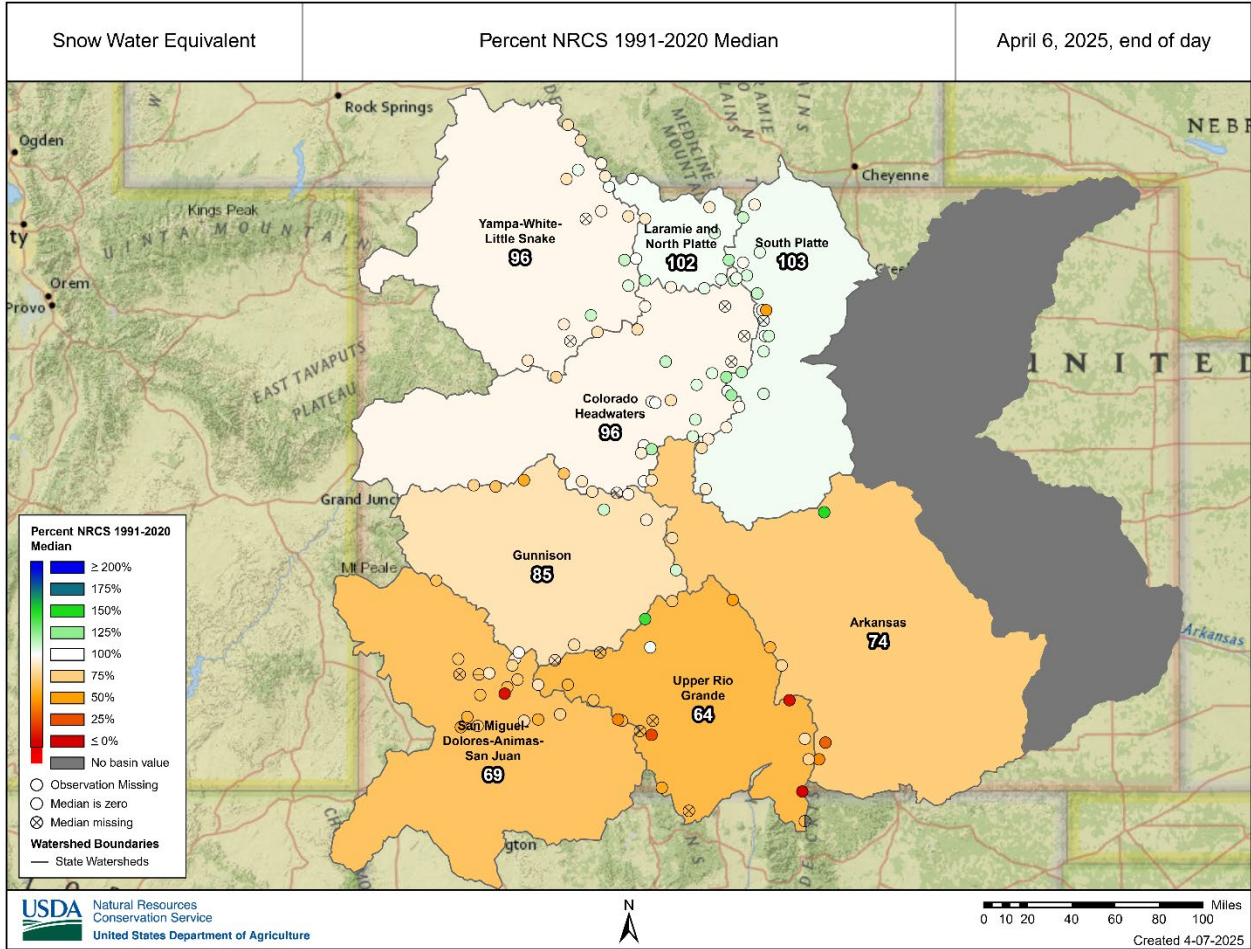 Snow Water Equivalent
Percent NRCS 1991-2020 Median
April 6, 2025, end of day
Rock Springs
Ogden
MEDICINE
NEBR
Cheyenne
Kings Peak
ty
UINTA MOUNTAIN
Yampa-White-
Little Snake
96
Laramie and
North Platte
102
South Platte
103
Orem
Provo
EAST TAVAPUTS
PLATEAU
UNITED
Colorado
Headwaters
96
Grand Junc
Gunnison
85
Mt Peale
Arkansas
74
Arkansas
Upper Rio
Grande
64
San Miguel-
Dolores-Animas-
San Juan
69
gton
Percent NRCS 1991-2020
Median
≥ 200%
175%
150%
125%
100%
75%
50%
25%
≤ 0%
No basin value
Observation Missing
Median is zero
Median missing
Watershed Boundaries
State Watersheds
USDA
Natural Resources
Conservation Service
United States Department of Agriculture
N
Miles
0 10 20 40 60 80 100
Created 4-07-2025